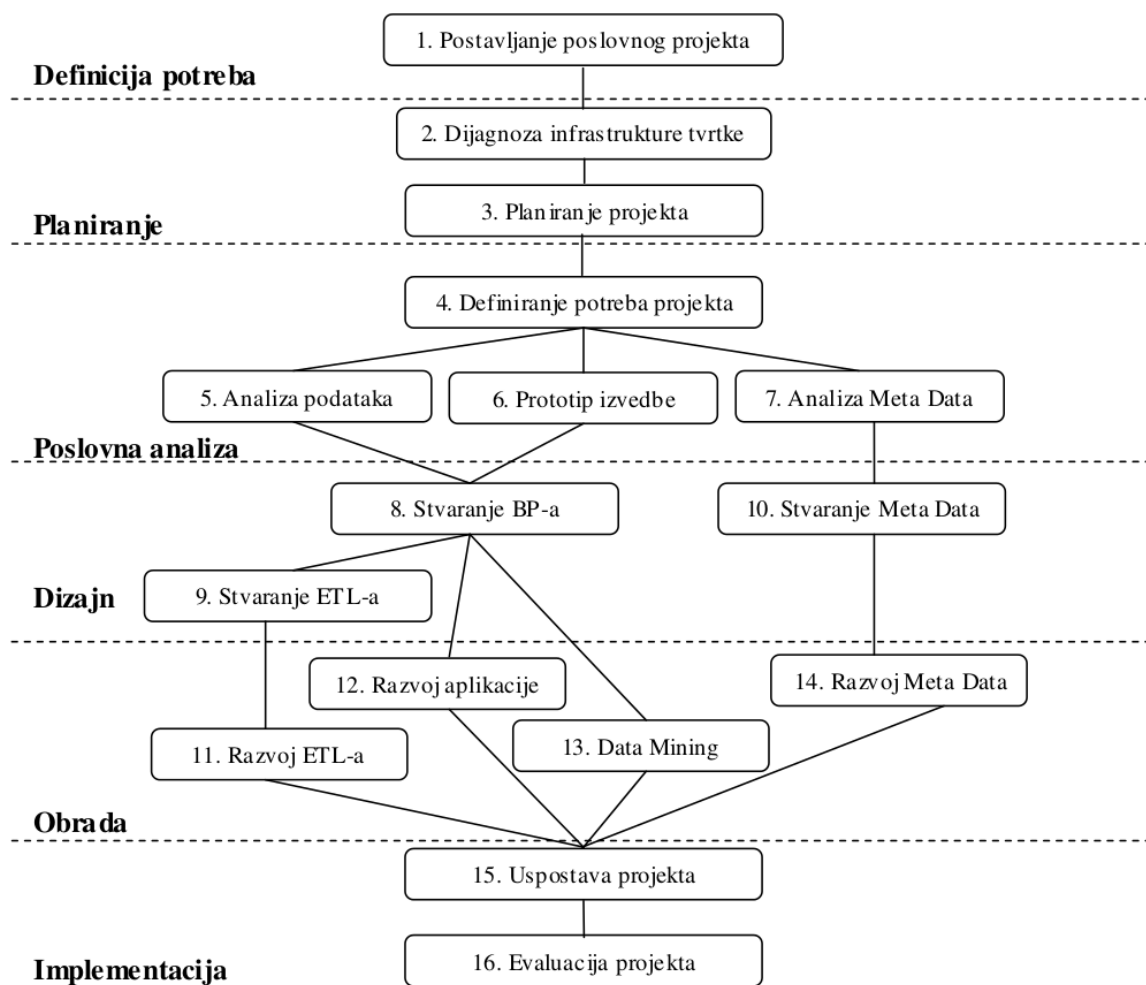 1. Postavljanje poslovnog projekta
Definicija potreba
2. Dijagnoza infrastrukture tvrtke
3. Planiranje projekta
Planiranje
4. Definiranje potreba projekta
5. Analiza podataka
6. Prototip izvedbe
7. Analiza Meta Data
Poslovna analiza
8. Stvaranje BP-a
10. Stvaranje Meta Data
9. Stvaranje ETL-a
Dizajn
12. Razvoj aplikacije
14. Razvoj Meta Data
11. Razvoj ETL-a
13. Data Mining
Obrada
15. Uspostava projekta
16. Evaluacija projekta
Implementacija